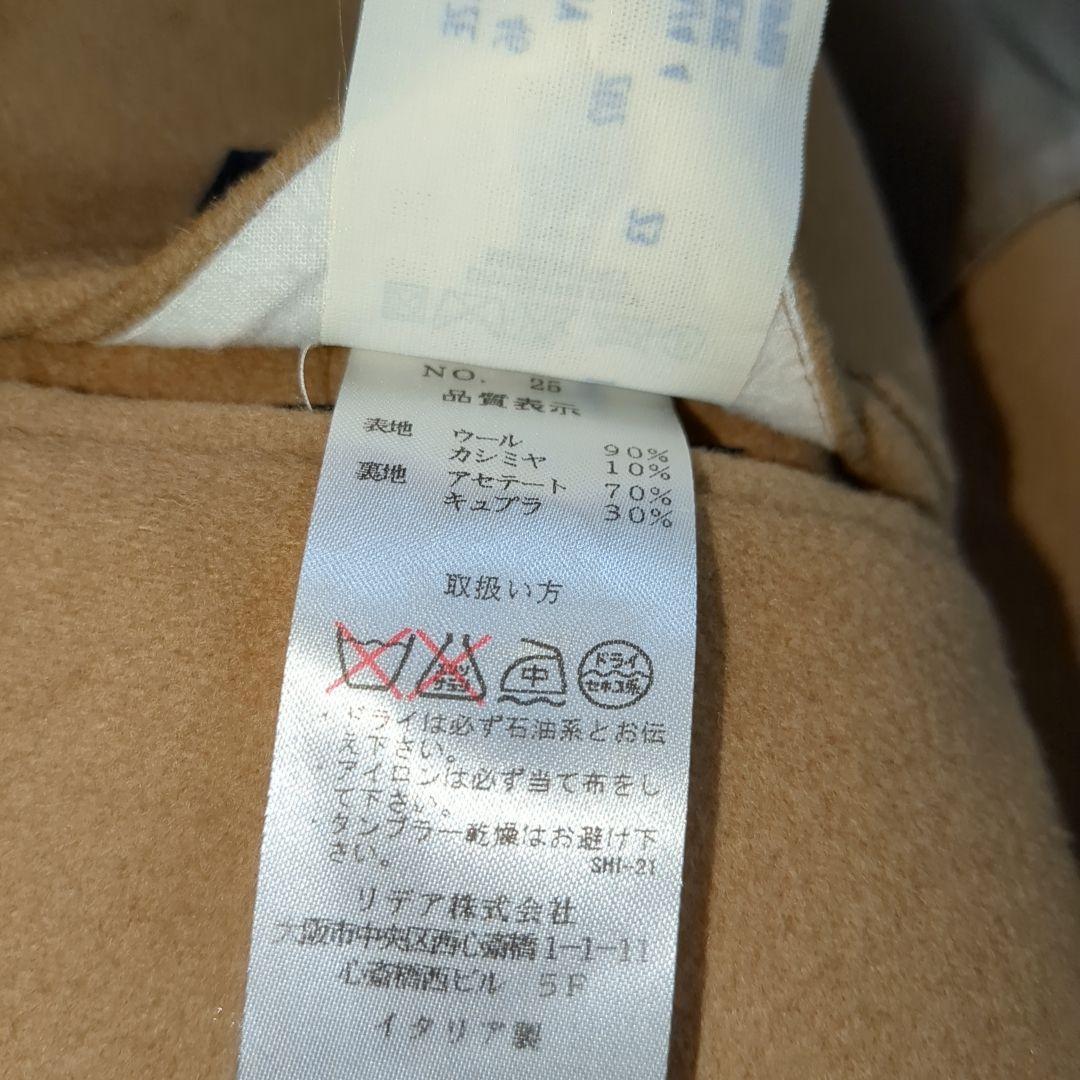 NO. 25
品質表示
表地 ウール 90%
カシミヤ 10%
裏地 アセテート 70%
キュプラ 30%
取扱い方
中
ドライ
セキユ系
・ドライは必ず石油系とお伝
え下さい。
・アイロンは必ず当て布をし
て下さい。
・タンブラー乾燥はお避け下
さい。
SHI-21
リデア株式会社
大阪市中央区西心斎橋1-1-11
心斎橋西ビル 5F
イタリア製